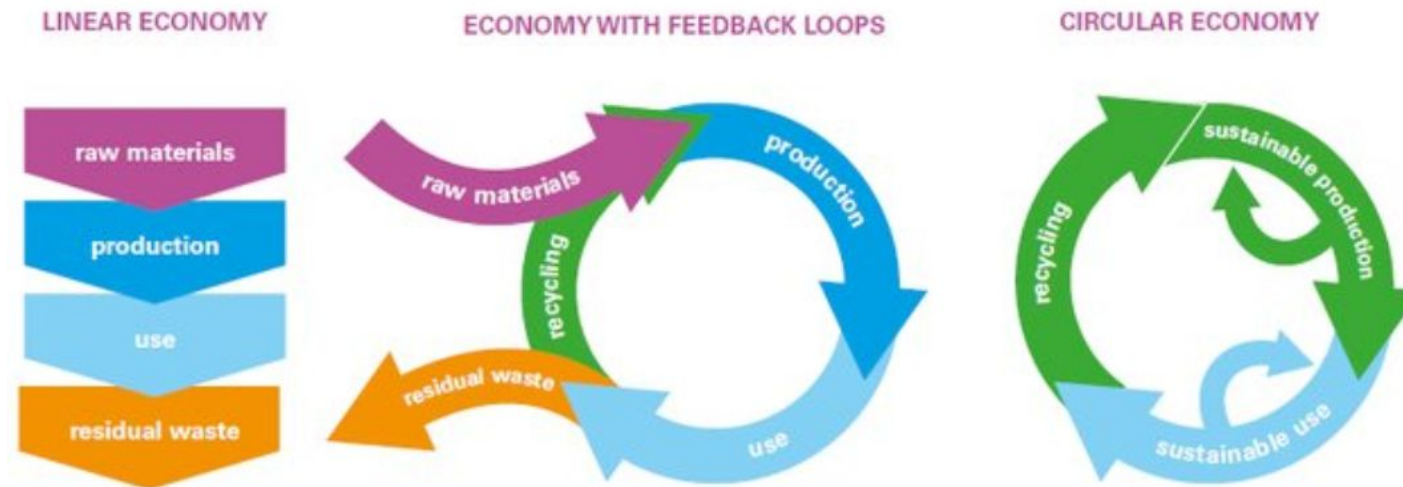 LINEAR ECONOMY
raw materials
production
use
residual waste
ECONOMY WITH FEEDBACK LOOPS
raw materials
production
recycling
residual waste
use
CIRCULAR ECONOMY
sustainable production
recycling
sustainable use